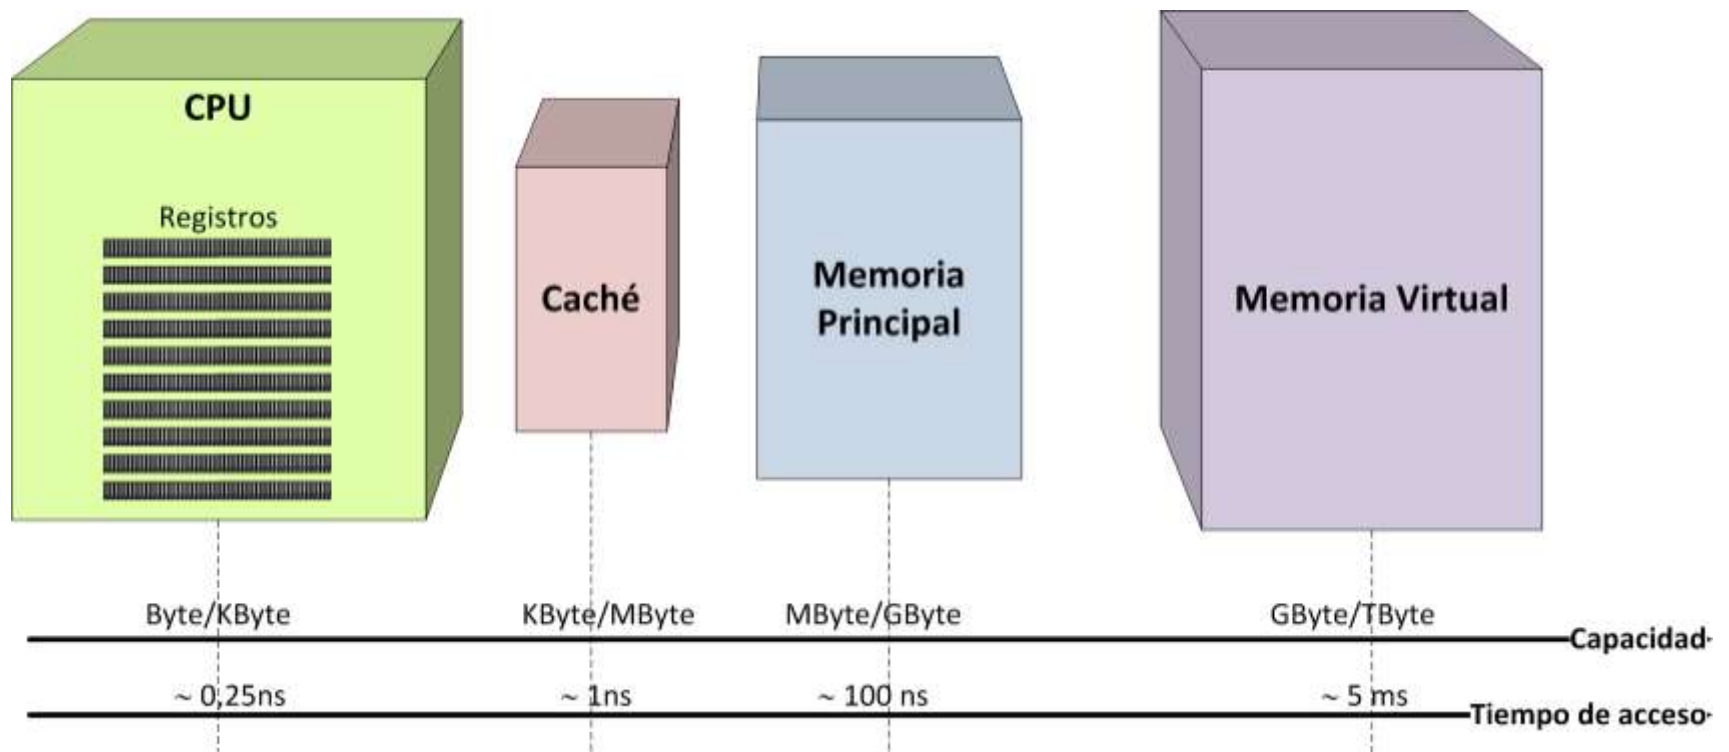 CPU
Registros
Caché
Memoria
Principal
Memoria Virtual
Byte/KByte
KByte/MByte
MByte/GByte
GByte/TByte
Capacidad
~ 0,25ns
~ 1ns
~ 100 ns
~ 5 ms
Tiempo de acceso